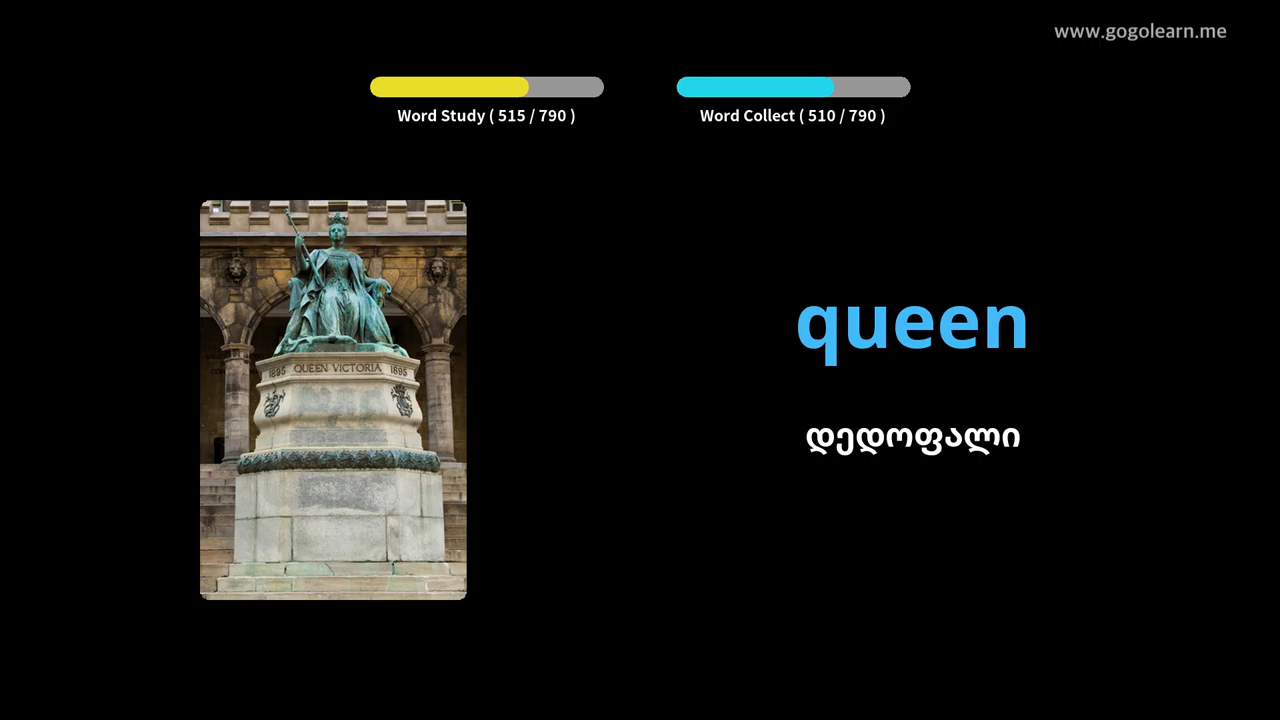 www.gogolearn.me
Word Study ( 515 / 790 )
Word Collect ( 510 / 790 )
1895 QUEEN VICTORIA 1895
queen
დედოფალი